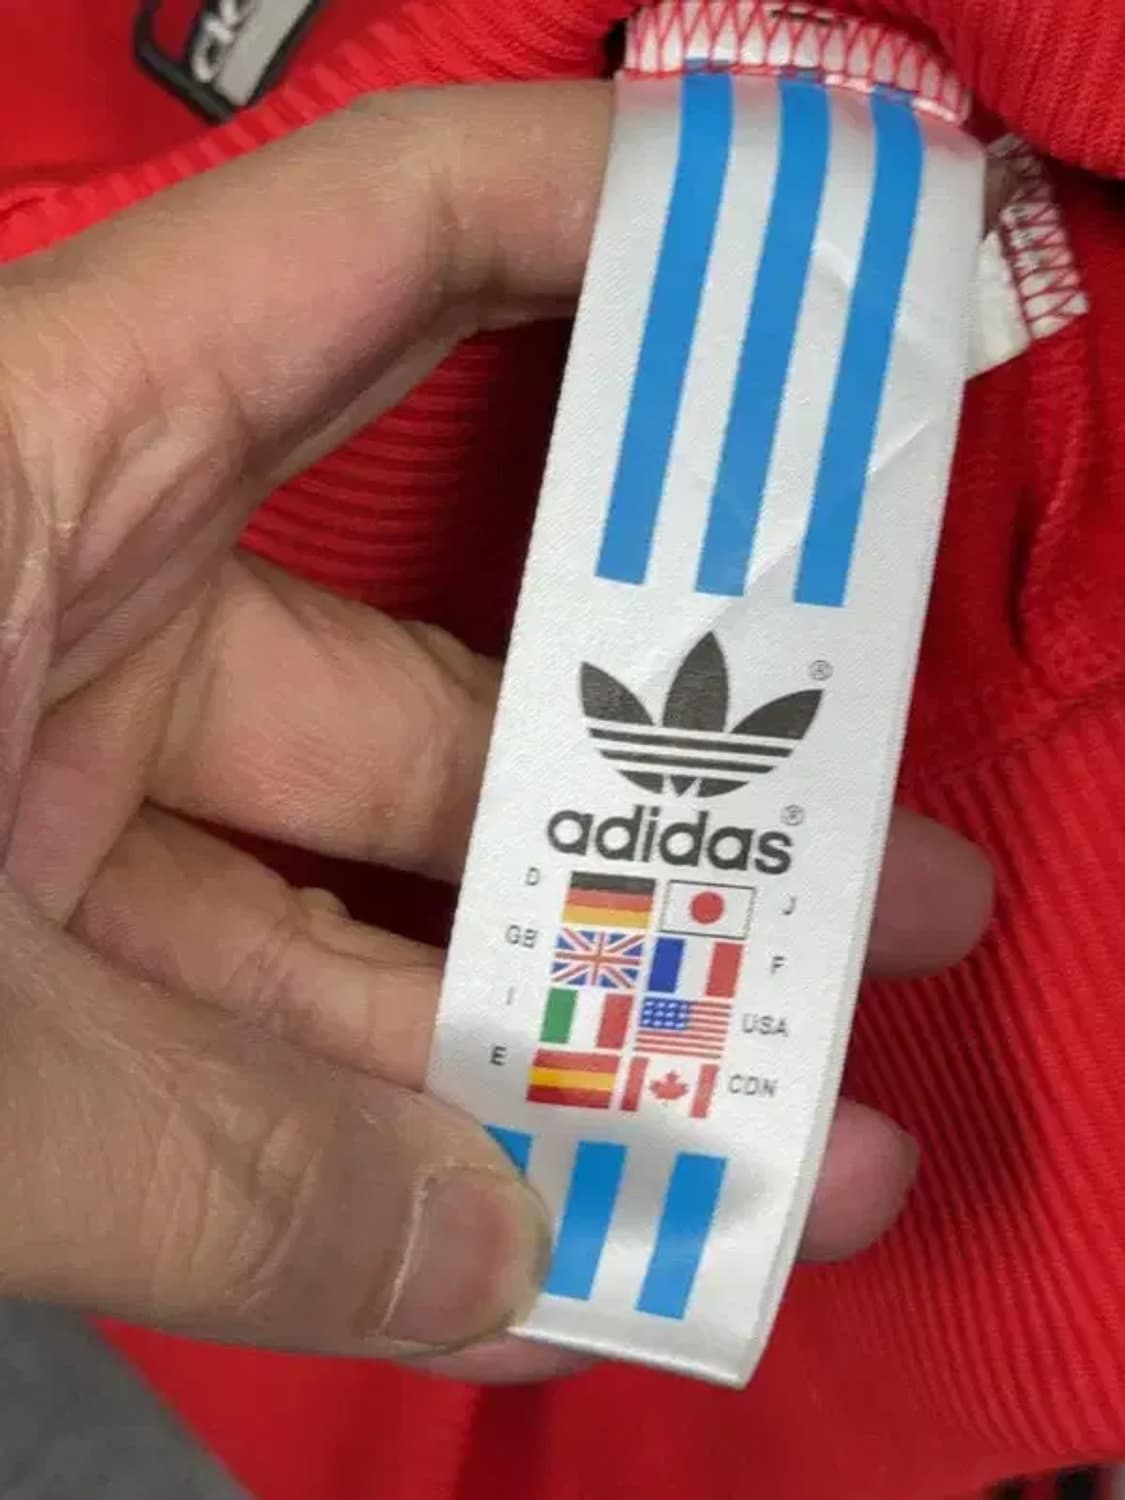 ®
adidas®
D J
GB F
I USA
E CDN